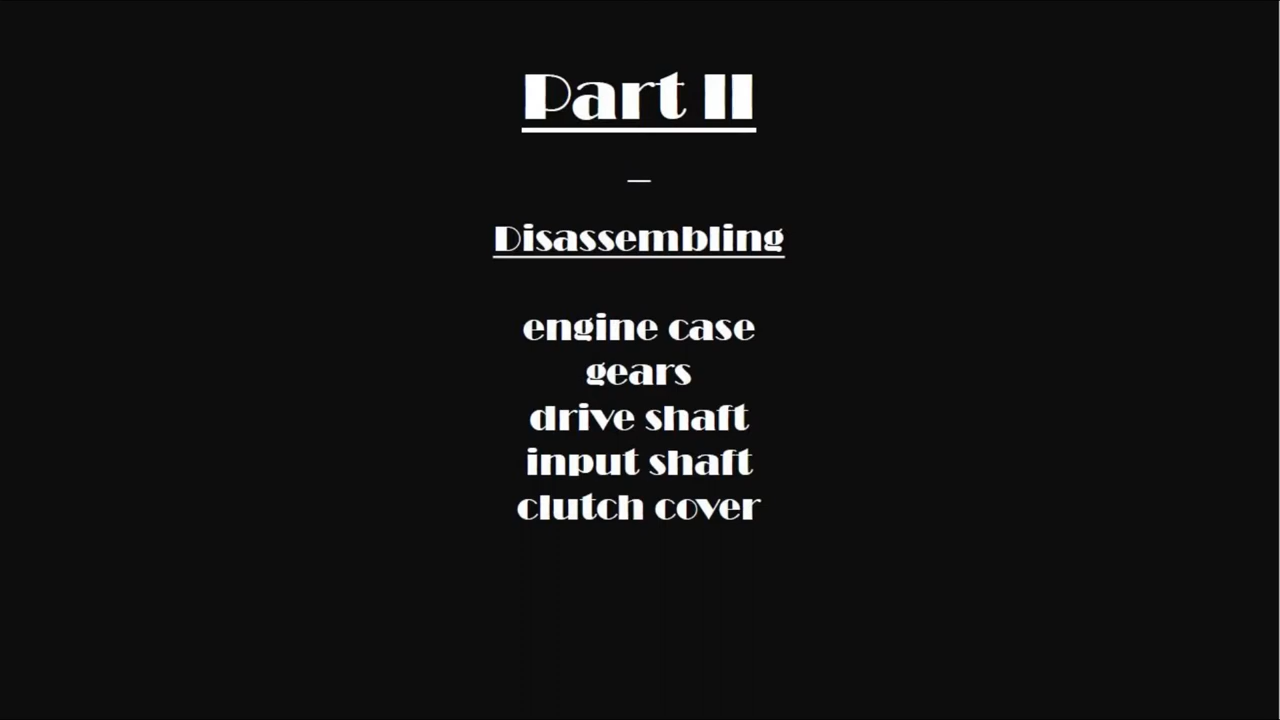 Part II
—
Disassembling
engine case
gears
drive shaft
input shaft
clutch cover